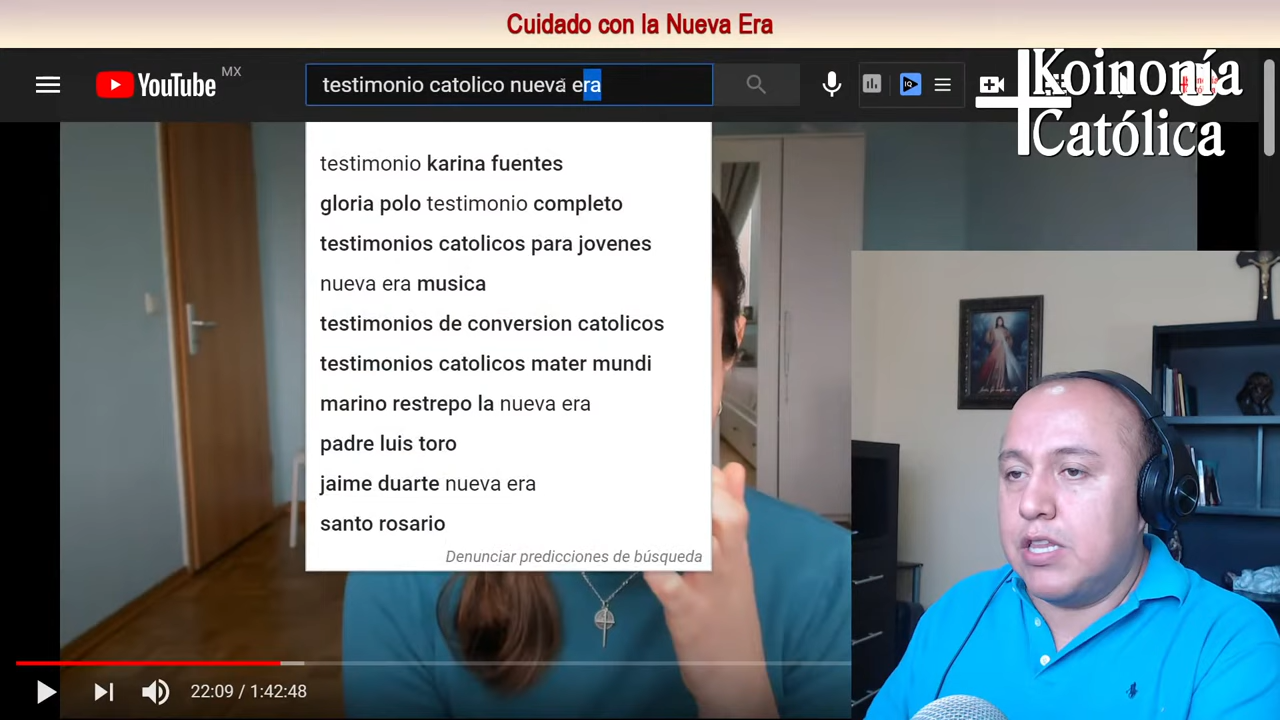 Cuidado con la Nueva Era
YouTube MX
testimonio catolico nueva era
Koinonía
Católica
testimonio karina fuentes
gloria polo testimonio completo
testimonios catolicos para jovenes
nueva era musica
testimonios de conversion catolicos
testimonios catolicos mater mundi
marino restrepo la nueva era
padre luis toro
jaime duarte nueva era
santo rosario
Denunciar predicciones de búsqueda
22:09 / 1:42:48